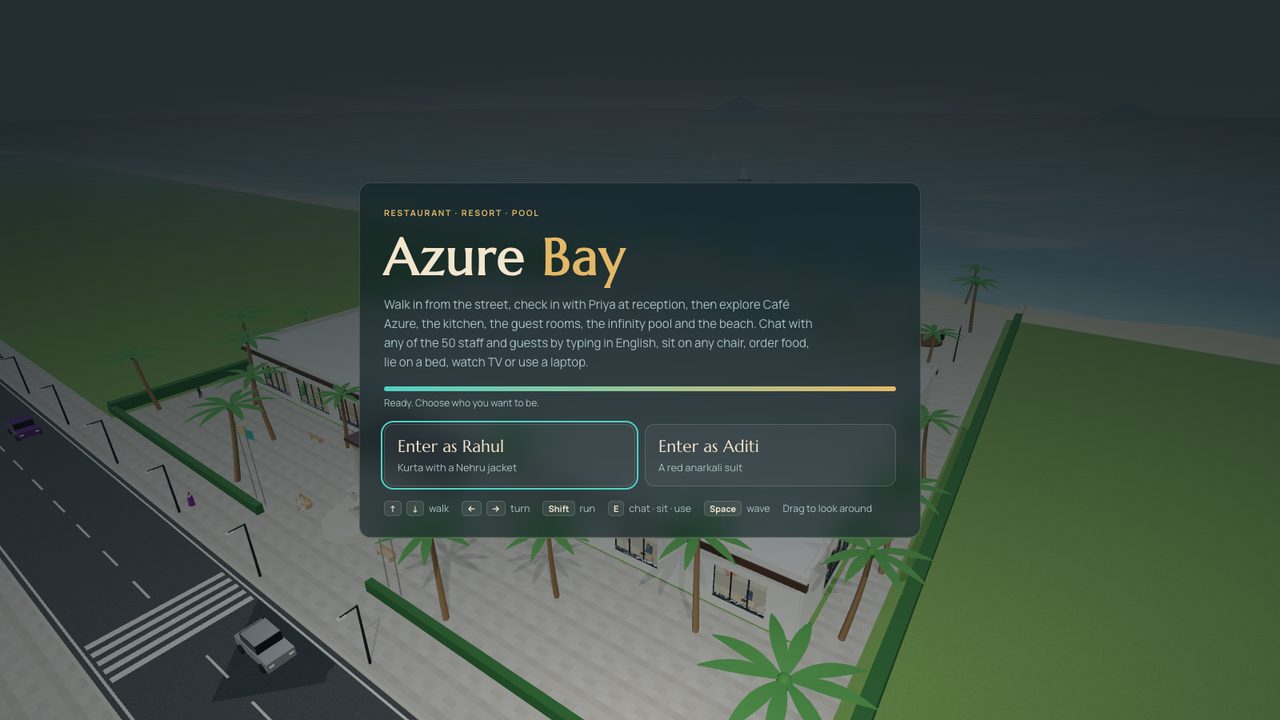 RESTAURANT · RESORT · POOL
Azure Bay
Walk in from the street, check in with Priya at reception, then explore Café
Azure, the kitchen, the guest rooms, the infinity pool and the beach. Chat with
any of the 50 staff and guests by typing in English, sit on any chair, order food,
lie on a bed, watch TV or use a laptop.
Ready. Choose who you want to be.
Enter as Rahul
Kurta with a Nehru jacket
Enter as Aditi
A red anarkali suit
↑ ↓ walk ← → turn Shift run E chat · sit · use Space wave Drag to look around